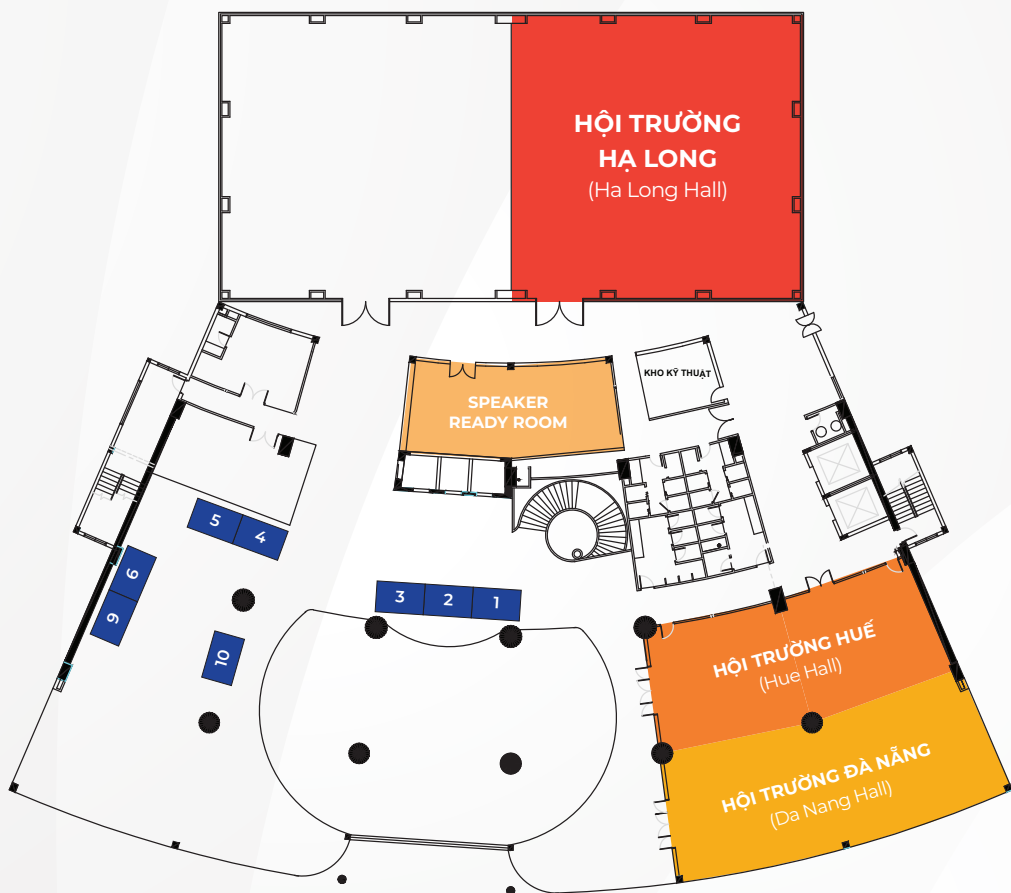 HỘI TRƯỜNG
HẠ LONG
(Ha Long Hall)
KHO KỸ THUẬT
SPEAKER
READY ROOM
5
4
6
9
3
2
1
10
HỘI TRƯỜNG HUẾ
(Hue Hall)
HỘI TRƯỜNG ĐÀ NẴNG
(Da Nang Hall)